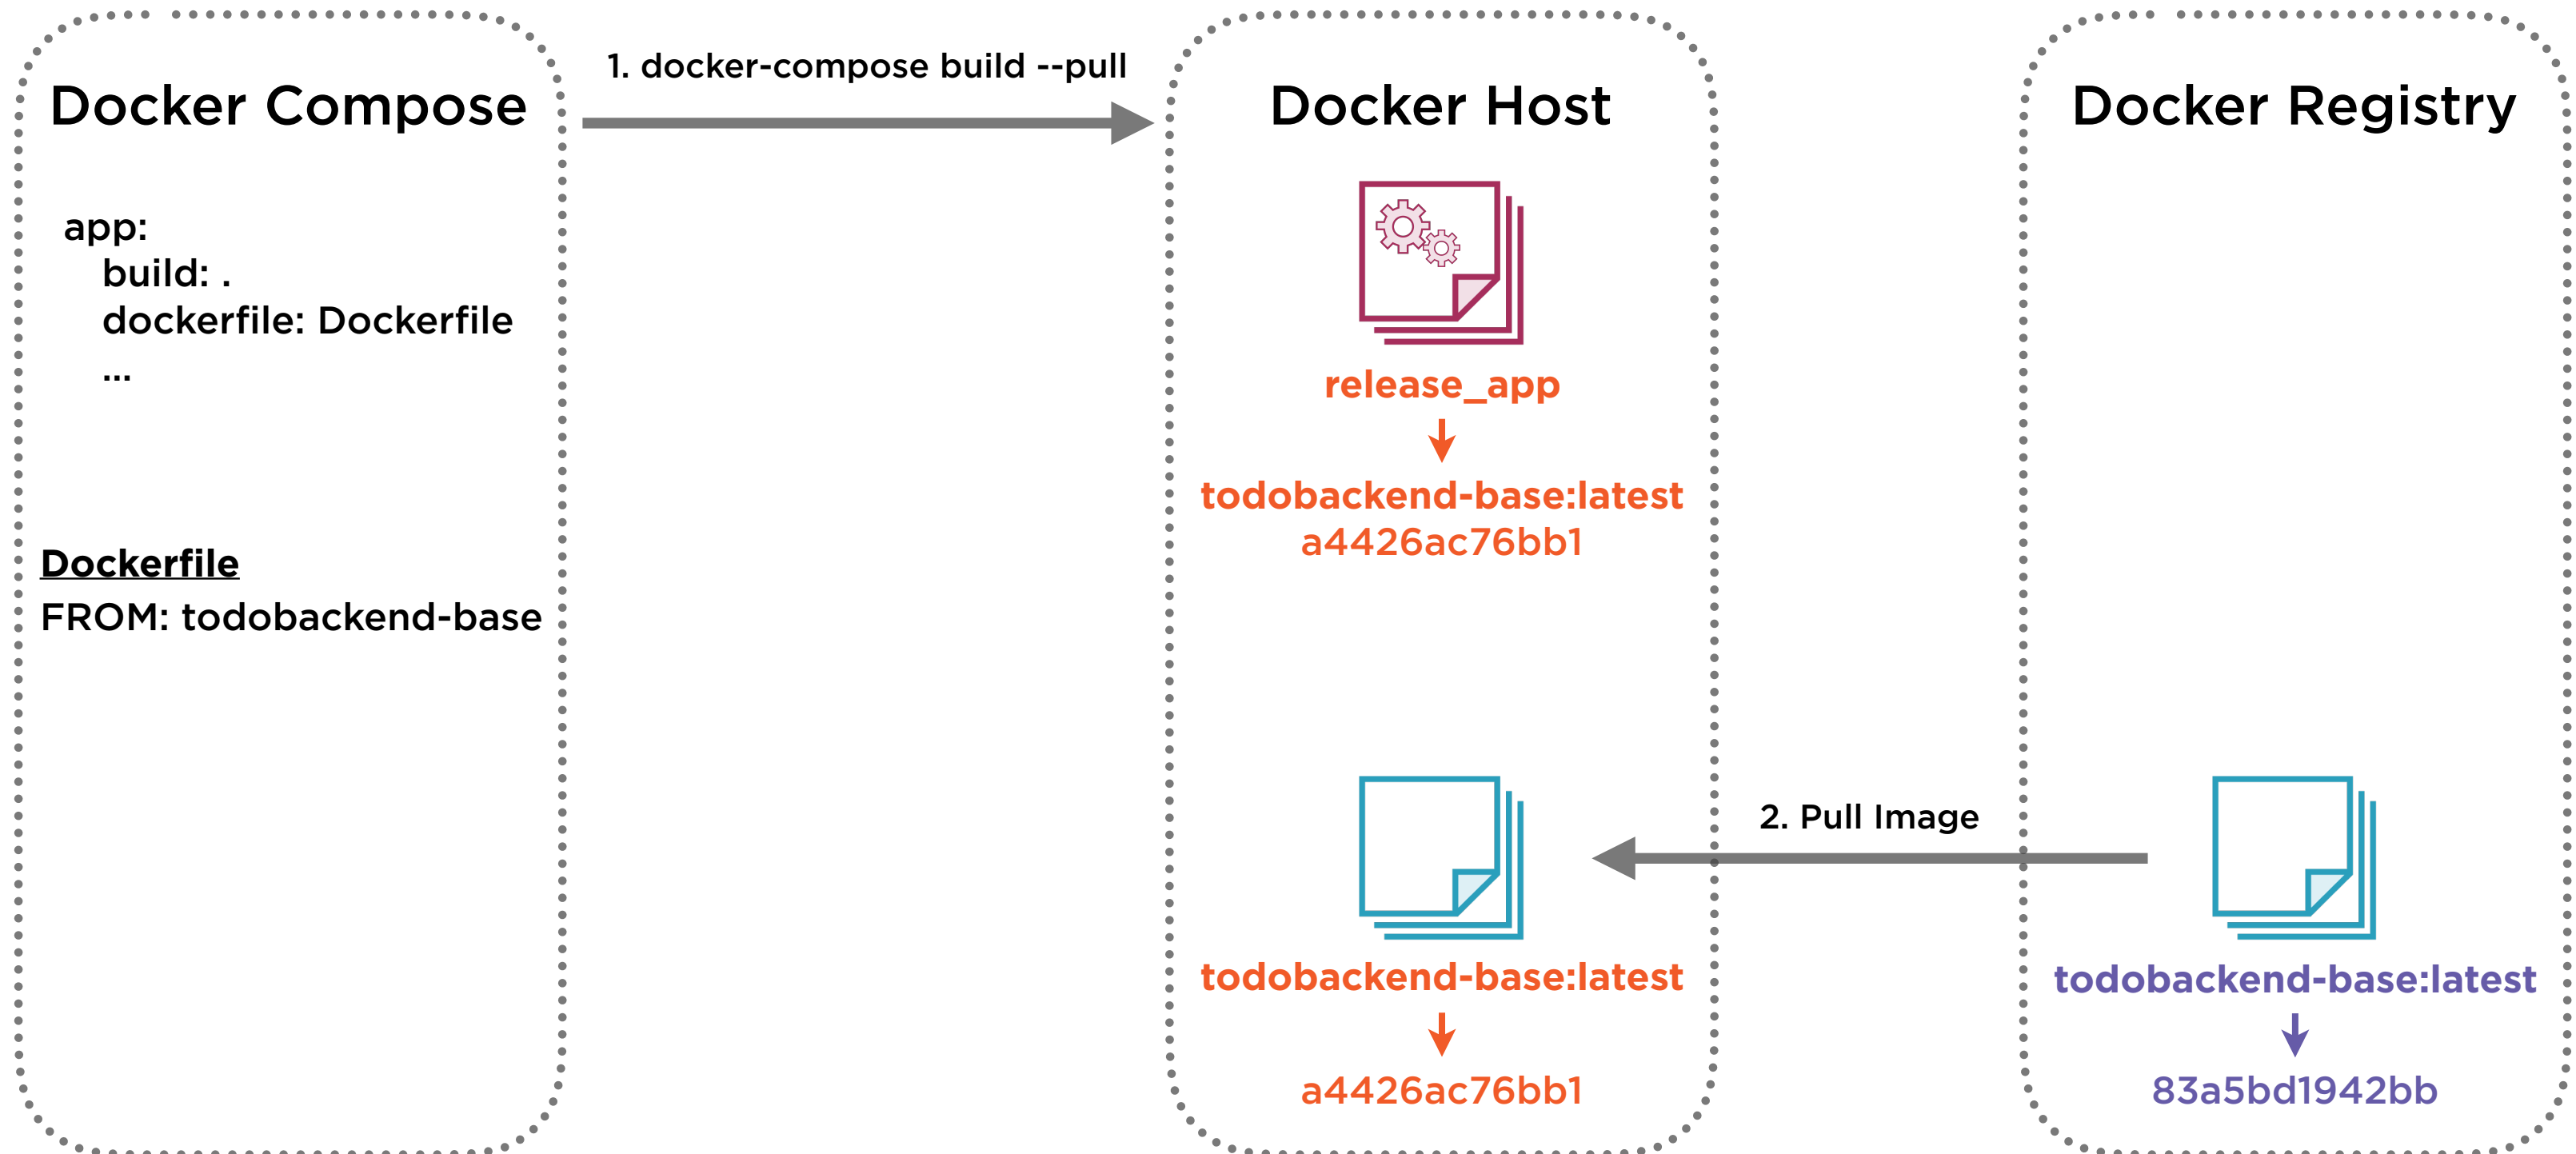 Docker Compose
app:
build: .
dockerfile: Dockerfile
...
Dockerfile
FROM: todobackend-base
1. docker-compose build --pull
Docker Host
release_app
todobackend-base:latest
a4426ac76bb1
todobackend-base:latest
a4426ac76bb1
2. Pull Image
Docker Registry
todobackend-base:latest
83a5bd1942bb